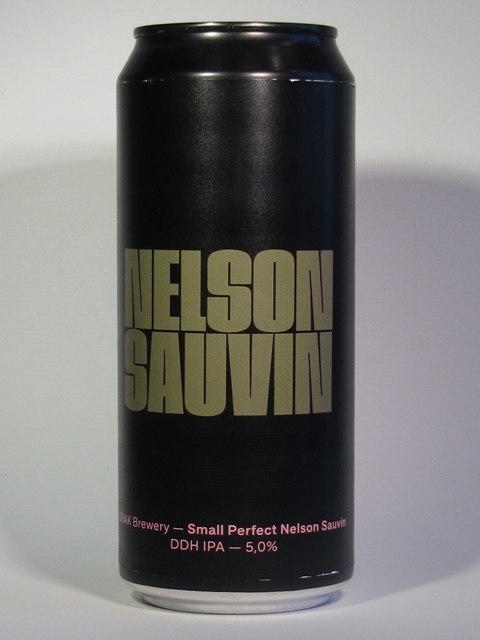 NELSON
SAUVIN
Brewery — Small Perfect Nelson Sauvin
DDH IPA — 5,0%